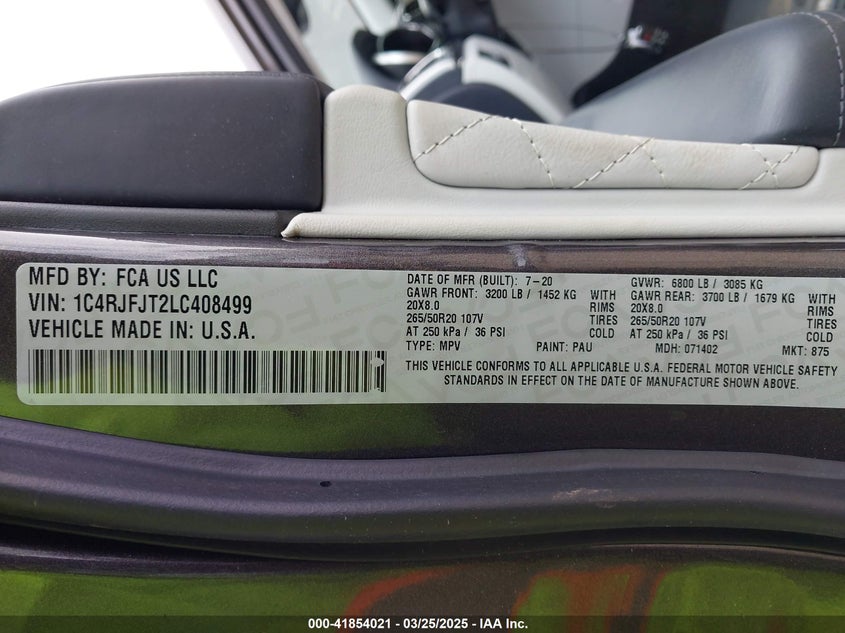 MFD BY: FCA US LLC
VIN: 1C4RJFJT2LC408499
VEHICLE MADE IN: U.S.A.
DATE OF MFR (BUILT): 7-20
GAWR FRONT: 3200 LB / 1452 KG WITH
20X8.0 RIMS
265/50R20 107V TIRES
AT 250 kPa / 36 PSI COLD
TYPE: MPV PAINT: PAU
GVWR: 6800 LB / 3085 KG
GAWR REAR: 3700 LB / 1679 KG WITH
20X8.0 RIMS
265/50R20 107V TIRES
AT 250 kPa / 36 PSI COLD
MDH: 071402 MKT: 875
THIS VEHICLE CONFORMS TO ALL APPLICABLE U.S.A. FEDERAL MOTOR VEHICLE SAFETY
STANDARDS IN EFFECT ON THE DATE OF MANUFACTURE SHOWN ABOVE.
000-41854021 - 03/25/2025 - © IAA, Inc.